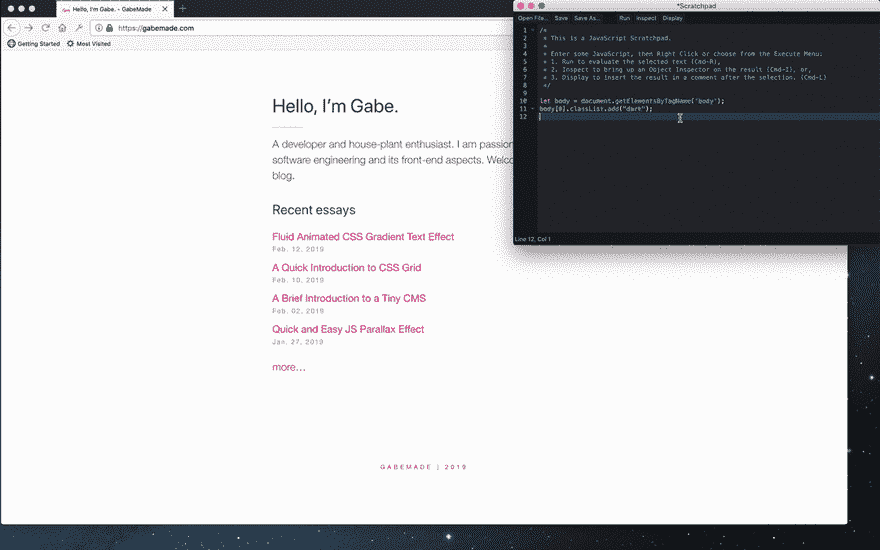 Hello, I'm Gabe. - GabeMade
https://gabemade.com
Getting Started
Most Visited
Hello, I'm Gabe.
A developer and house-plant enthusiast. I am passion
software engineering and its front-end aspects. Welco
blog.
Recent essays
Fluid Animated CSS Gradient Text Effect
Feb. 12, 2019
A Quick Introduction to CSS Grid
Feb. 10, 2019
A Brief Introduction to a Tiny CMS
Feb. 02, 2019
Quick and Easy JS Parallax Effect
Jan. 27, 2019
more...
GABEMADE | 2019
*Scratchpad
Open File... Save Save As... Run Inspect Display
1 /*
2 * This is a JavaScript Scratchpad.
3 *
4 * Enter some JavaScript, then Right Click or choose from the Execute Menu:
5 * 1. Run to evaluate the selected text (Cmd-R),
6 * 2. Inspect to bring up an Object Inspector on the result (Cmd-I), or,
7 * 3. Display to insert the result in a comment after the selection. (Cmd-L)
8 */
9
10 let body = document.getElementsByTagName('body');
11 body[0].classList.add("dark");
12
Line 12, Col 1